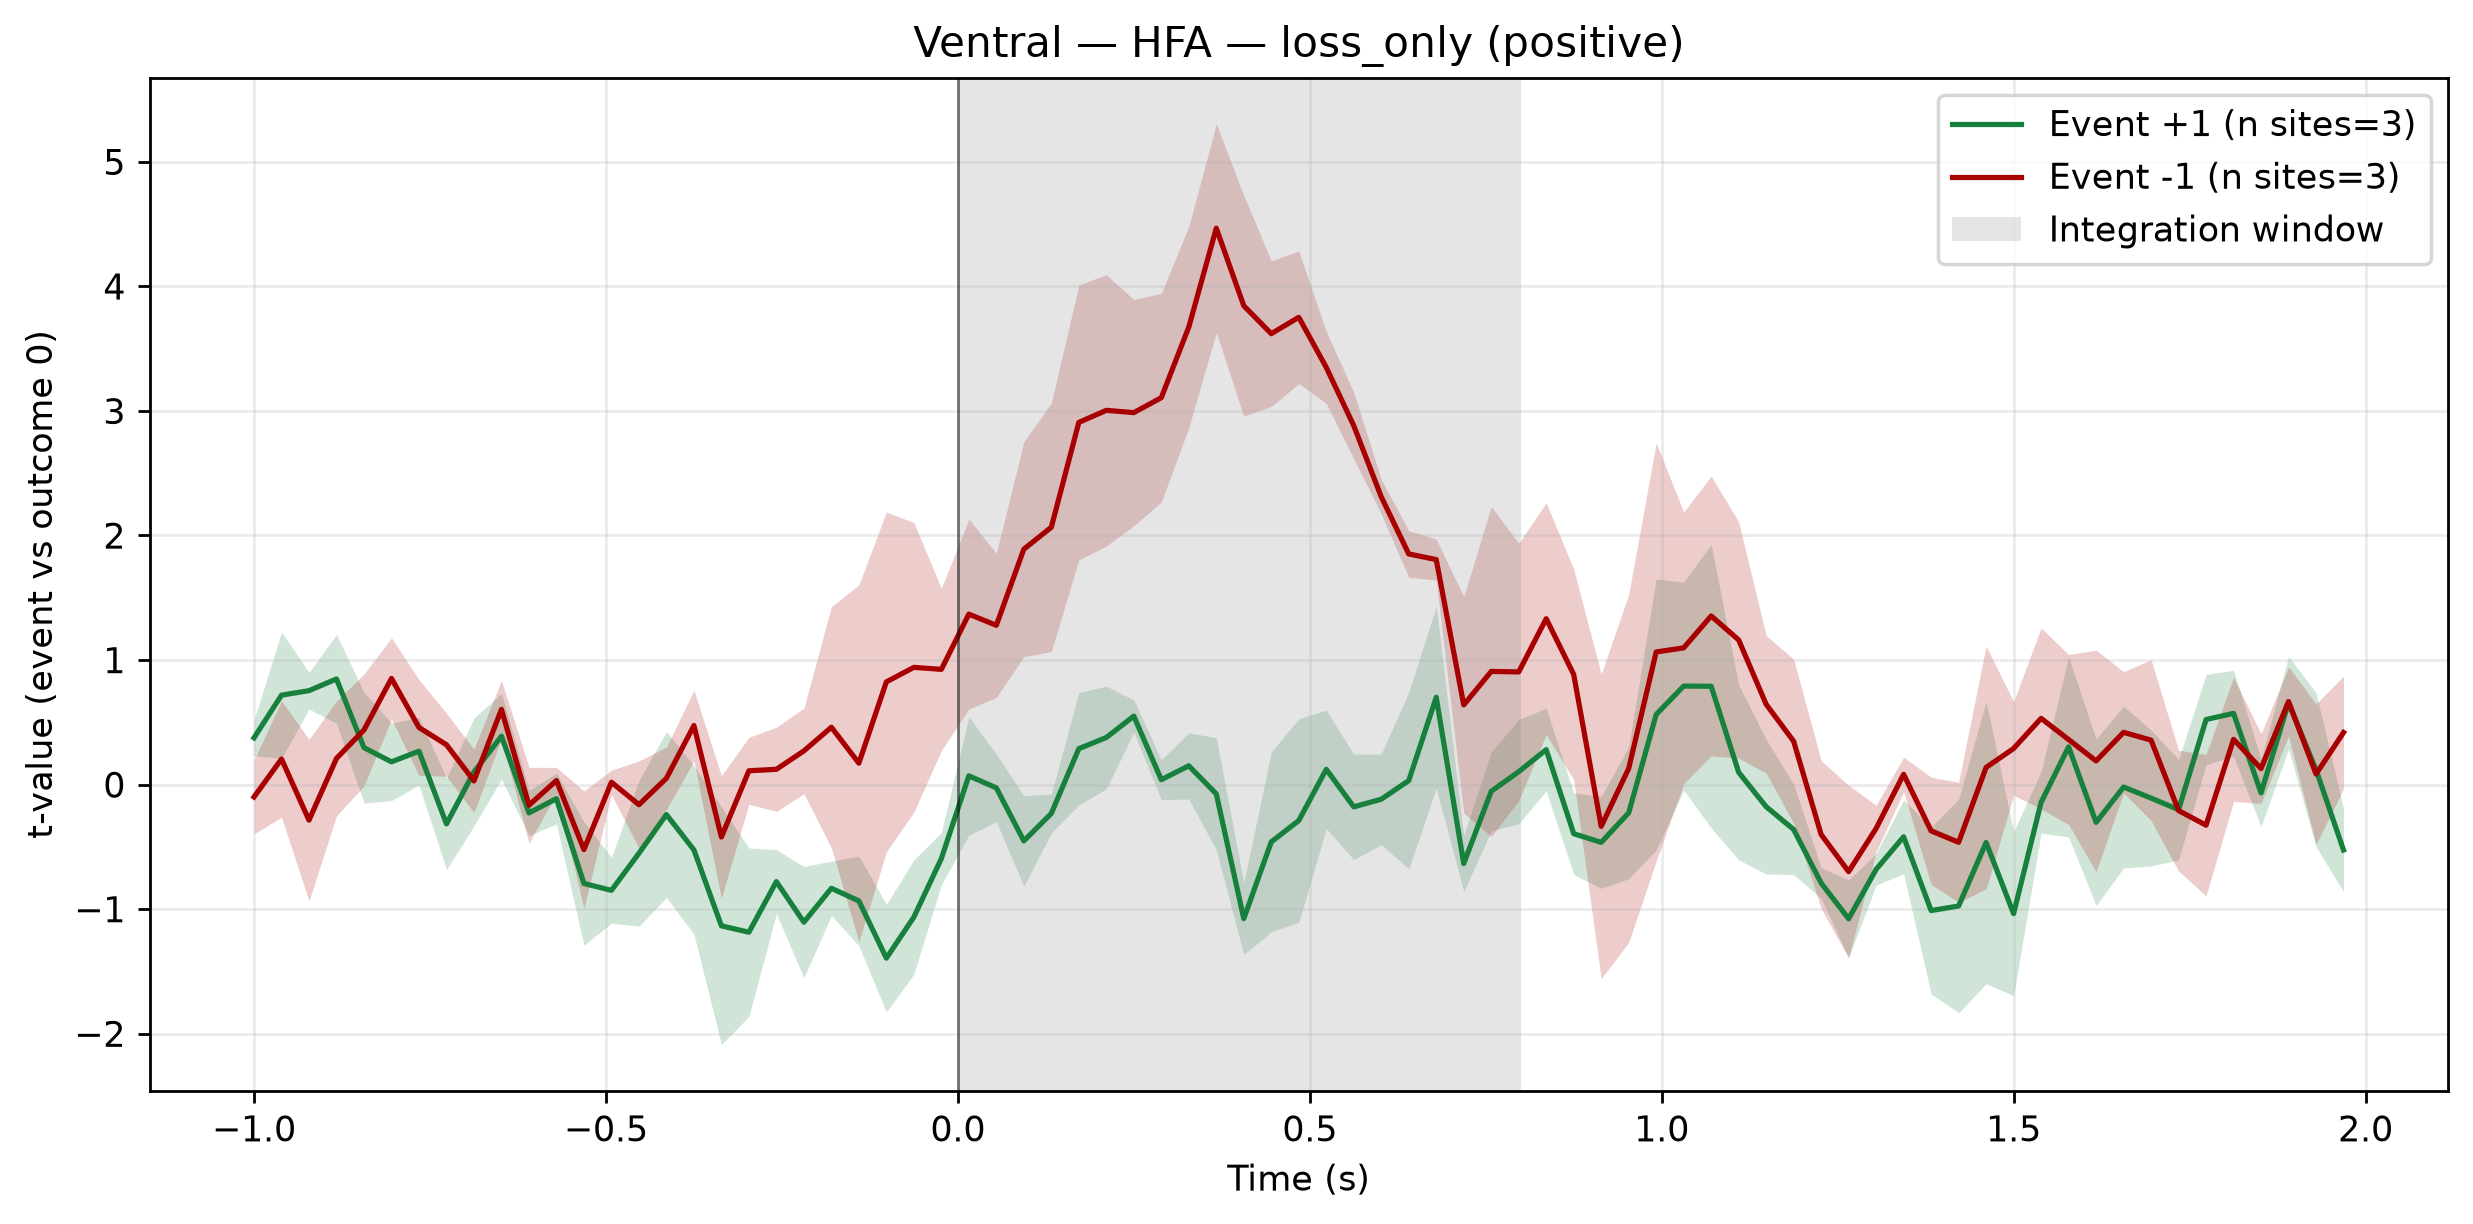 Ventral — HFA — loss_only (positive)
Event +1 (n sites=3)
Event -1 (n sites=3)
Integration window
t-value (event vs outcome 0)
5
4
3
2
1
0
−1
−2
−1.0
−0.5
0.0
0.5
1.0
1.5
2.0
Time (s)